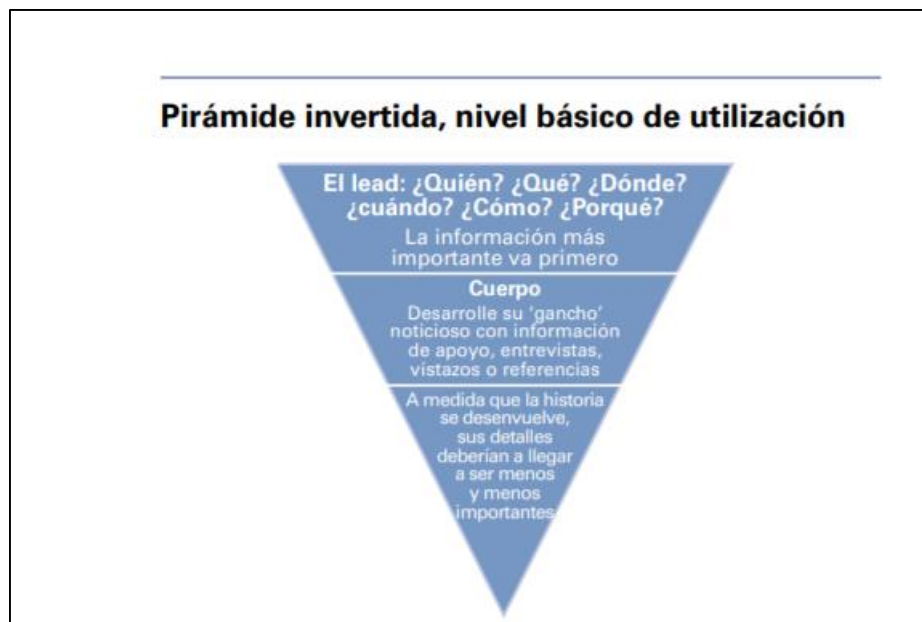 Pirámide invertida, nivel básico de utilización
El lead: ¿Quién? ¿Qué? ¿Dónde?
¿cuándo? ¿Cómo? ¿Porqué?
La información más
importante va primero
Cuerpo
Desarrolle su ‘gancho’
noticioso con información
de apoyo, entrevistas,
vistazos o referencias
A medida que la historia
se desenvuelve,
sus detalles
deberían a llegar
a ser menos
y menos
importantes